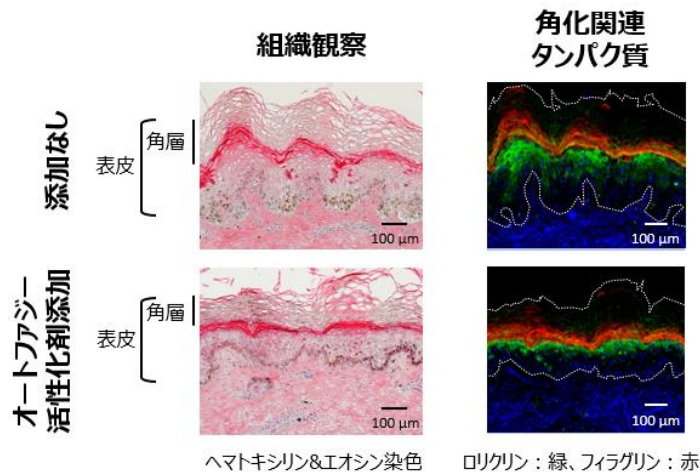 組織観察
角化関連
タンパク質
添加なし
表皮
角層
100 µm
100 µm
オートファジー
活性化剤添加
表皮
角層
100 µm
100 µm
ヘマトキシリン&エオシン染色
ロリクリン：緑、フィラグリン：赤